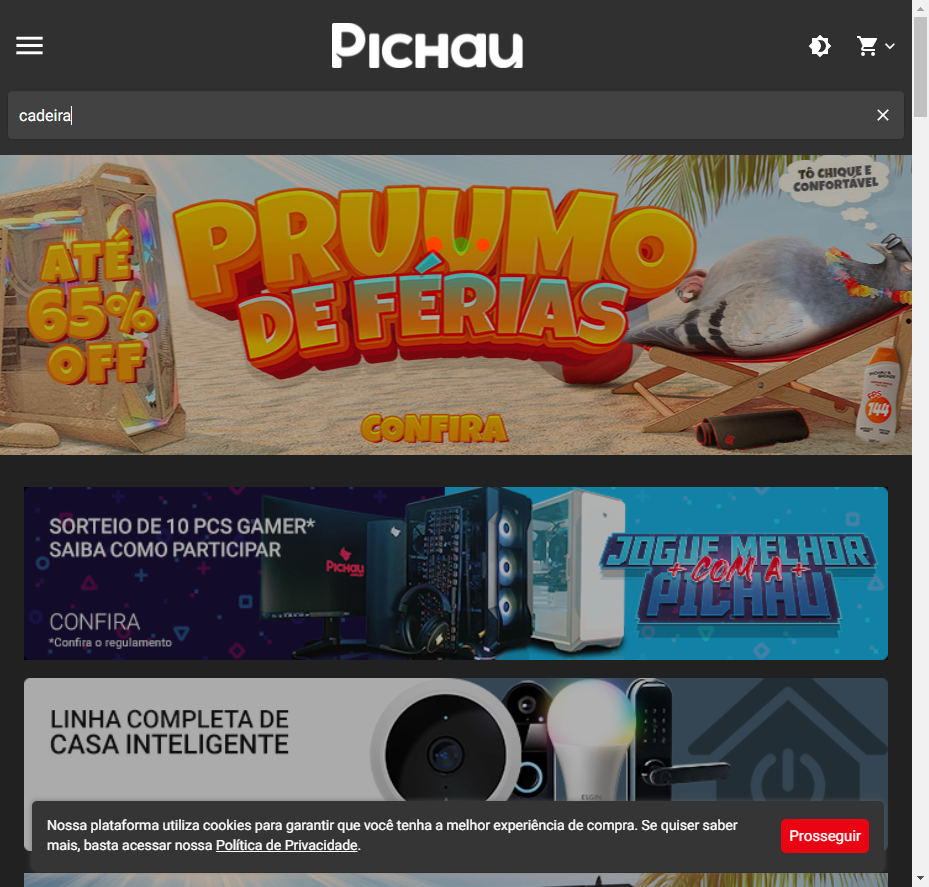 PICHAU
cadeira
ATÉ
65%
OFF
PRUUMO
DE FÉRIAS
CONFIRA
TÔ CHIQUE E
CONFORTÁVEL
144
SORTEIO DE 10 PCS GAMER*
SAIBA COMO PARTICIPAR
CONFIRA
*Confira o regulamento
PICHAU
JOGUE MELHOR
COM A
PICHAU
LINHA COMPLETA DE
CASA INTELIGENTE
ELGIN
Nossa plataforma utiliza cookies para garantir que você tenha a melhor experiência de compra. Se quiser saber
mais, basta acessar nossa Política de Privacidade.
Prosseguir